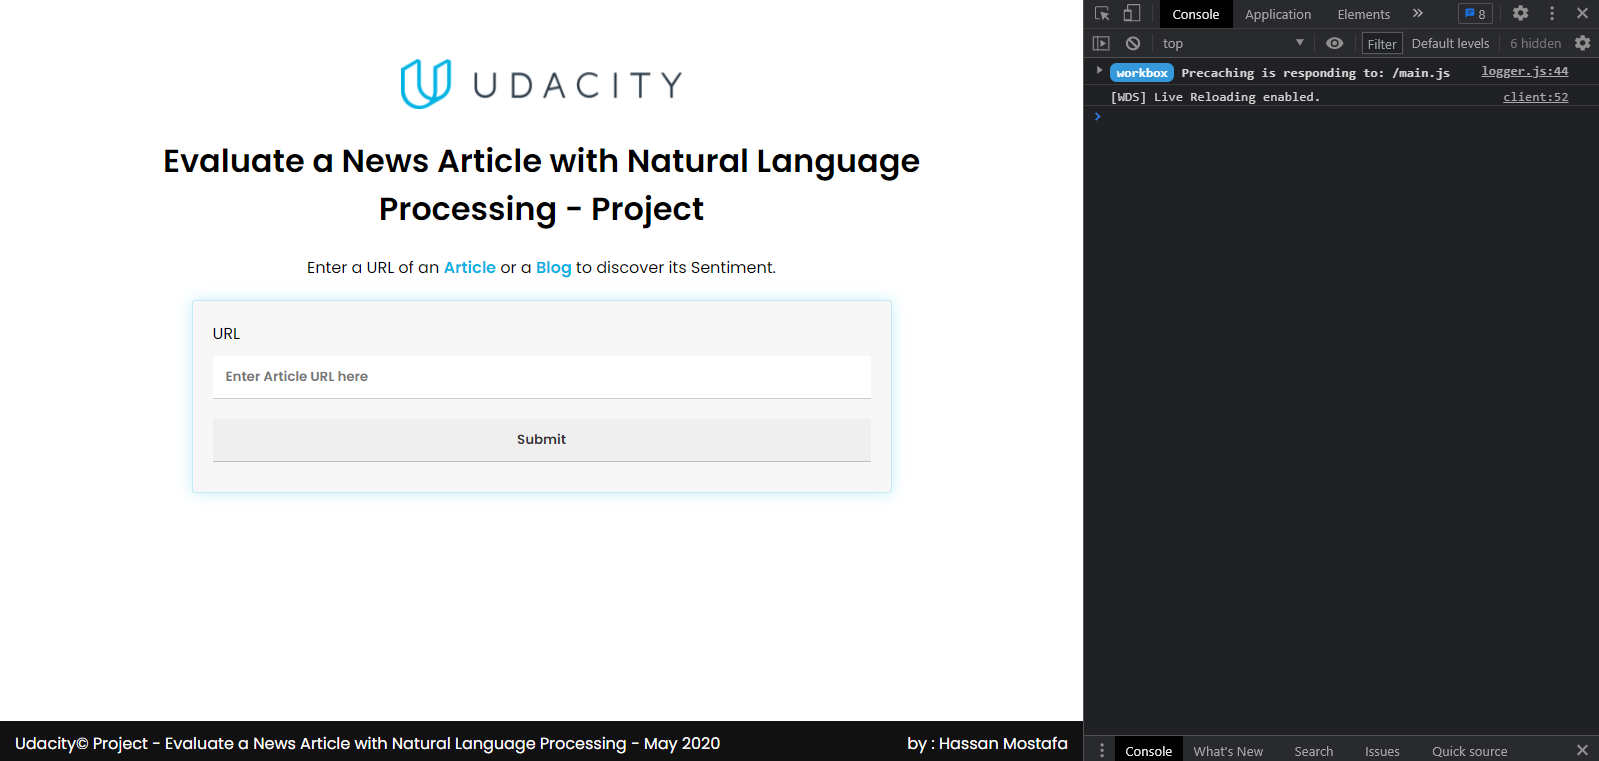 UDACITY
Evaluate a News Article with Natural Language
Processing - Project
Enter a URL of an Article or a Blog to discover its Sentiment.
URL
Enter Article URL here
Submit
Udacity© Project - Evaluate a News Article with Natural Language Processing - May 2020
by : Hassan Mostafa
Console Application Elements » 8
top Filter Default levels 6 hidden
workbox Precaching is responding to: /main.js logger.js:44
[WDS] Live Reloading enabled. client:52
Console What's New Search Issues Quick source